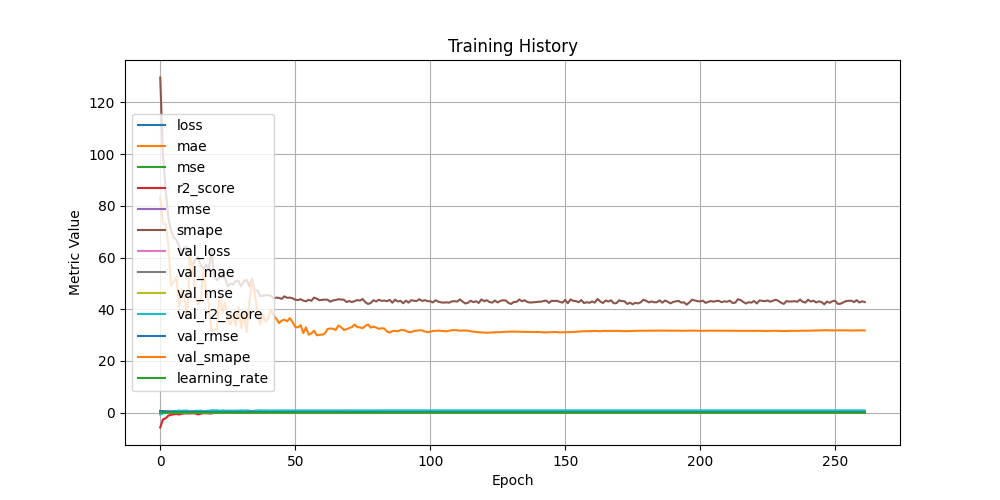 Training History
Metric Value
120
100
80
60
40
20
0
loss
mae
mse
r2_score
rmse
smape
val_loss
val_mae
val_mse
val_r2_score
val_rmse
val_smape
learning_rate
0 50 100 150 200 250
Epoch